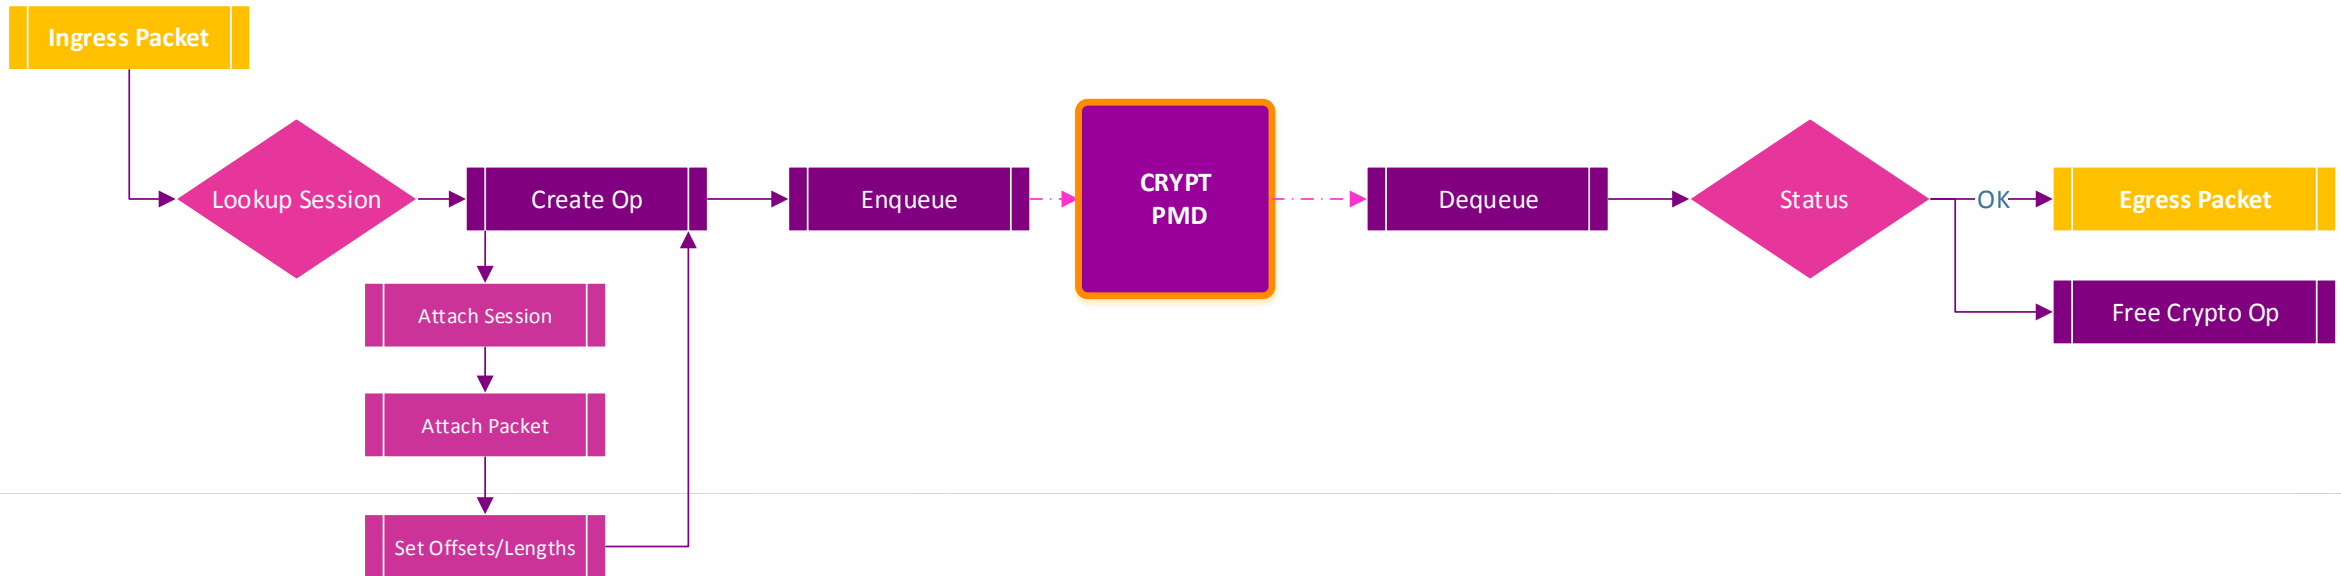 Ingress Packet
Lookup Session
Create Op
Enqueue
CRYPT
PMD
Dequeue
Status
OK
Egress Packet
Attach Session
Free Crypto Op
Attach Packet
Set Offsets/Lengths